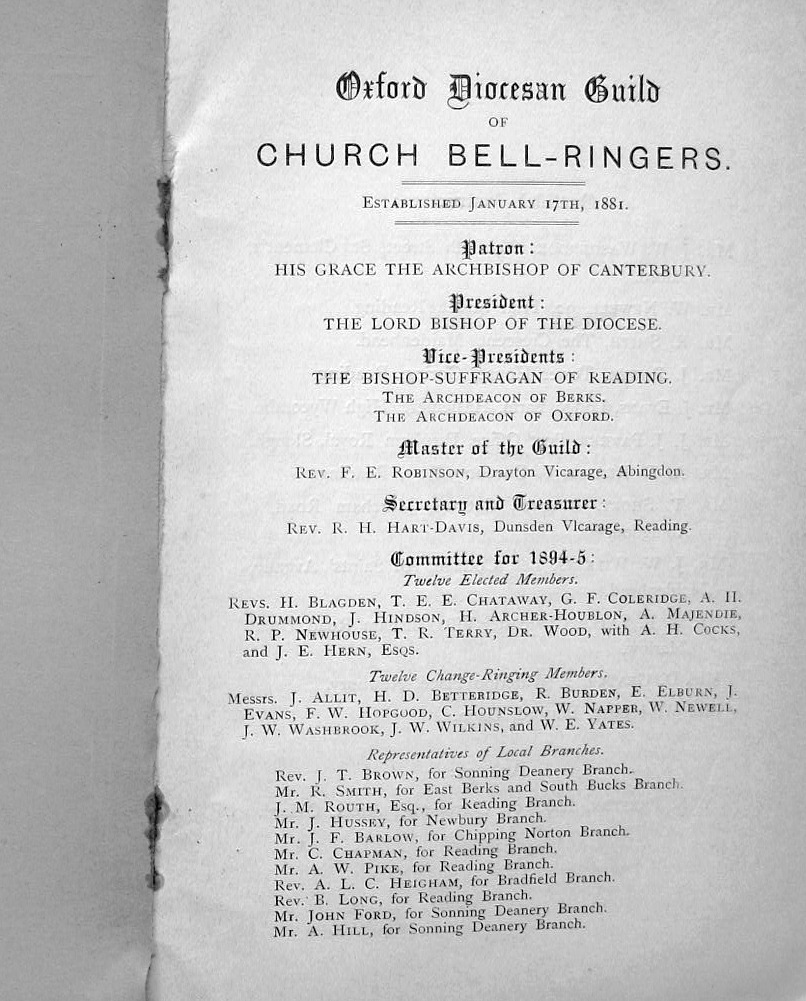 Oxford Diocesan Guild
OF
CHURCH BELL-RINGERS.
ESTABLISHED JANUARY 17TH, 1881.
Patron:
HIS GRACE THE ARCHBISHOP OF CANTERBURY.
President:
THE LORD BISHOP OF THE DIOCESE.
Vice-Presidents:
THE BISHOP-SUFFRAGAN OF READING.
THE ARCHDEACON OF BERKS.
THE ARCHDEACON OF OXFORD.
Master of the Guild:
REV. F. E. ROBINSON, Drayton Vicarage, Abingdon.
Secretary and Treasurer:
REV. R. H. HART-DAVIS, Dunsden Vicarage, Reading.
Committee for 1894-5:
Twelve Elected Members.
REVS. H. BLAGDEN, T. E. E. CHATAWAY, G. F. COLERIDGE, A. H.
DRUMMOND, J. HINDSON, H. ARCHER-HOUBLON, A. MAJENDIE,
R. P. NEWHOUSE, T. R. TERRY, DR. WOOD, with A. H. COCKS,
and J. E. HERN, ESQS.
Twelve Change-Ringing Members.
Messrs. J. ALLIT, H. D. BETTERIDGE, R. BURDEN, E. ELBURN, J.
EVANS, F. W. HOPGOOD, C. HOUNSLOW, W. NAPPER, W. NEWELL,
J. W. WASHBROOK, J. W. WILKINS, and W. E. YATES.
Representatives of Local Branches.
Rev. J. T. BROWN, for Sonning Deanery Branch.
Mr. R. SMITH, for East Berks and South Bucks Branch.
J. M. ROUTH, Esq., for Reading Branch.
Mr. J. HUSSEY, for Newbury Branch.
Mr. J. F. BARLOW, for Chipping Norton Branch.
Mr. C. CHAPMAN, for Reading Branch.
Mr. A. W. PIKE, for Reading Branch.
Rev. A. L. C. HEIGHAM, for Bradfield Branch.
Rev. B. LONG, for Reading Branch.
Mr. JOHN FORD, for Sonning Deanery Branch.
Mr. A. HILL, for Sonning Deanery Branch.